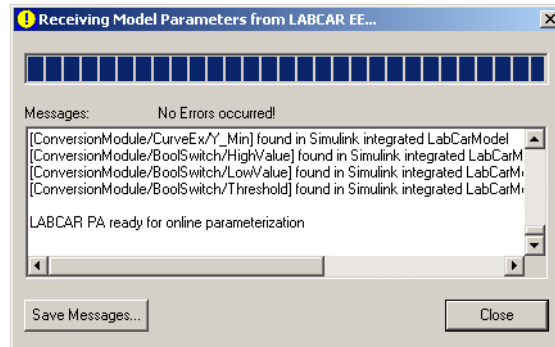 Receiving Model Parameters from LABCAR EE...
Messages: No Errors occurred!
[ConversionModule/CurveEx/Y_Min] found in Simulink integrated LabCarModel
[ConversionModule/BoolSwitch/HighValue] found in Simulink integrated LabCarM
[ConversionModule/BoolSwitch/LowValue] found in Simulink integrated LabCarM
[ConversionModule/BoolSwitch/Threshold] found in Simulink integrated LabCarM
LABCAR PA ready for online parameterization
Save Messages... Close